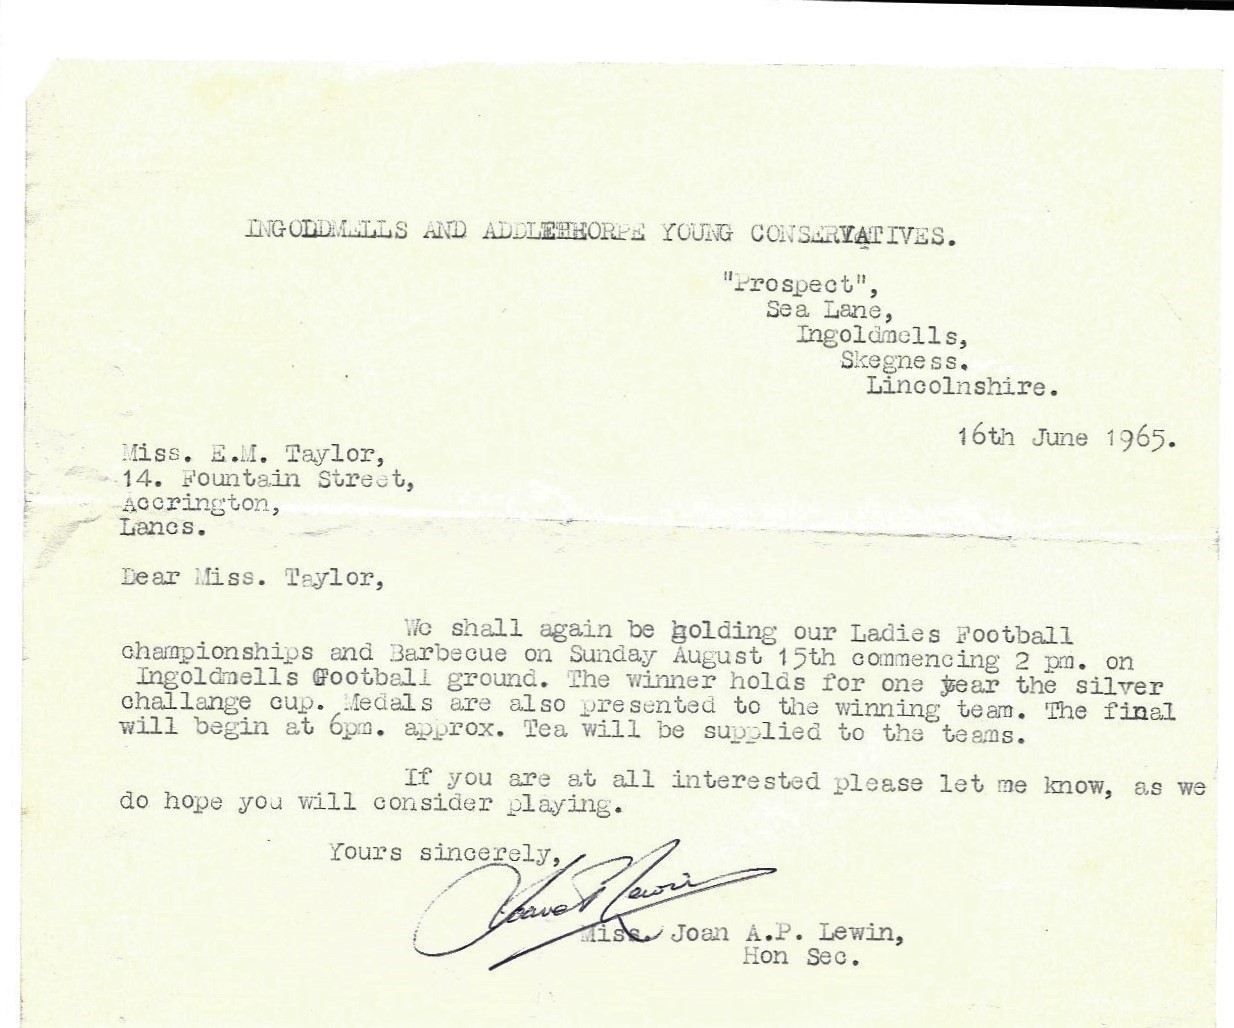 INGOLDMELLS AND ADDLETHORPE YOUNG CONSERVATIVES.
"Prospect",
Sea Lane,
Ingoldmells,
Skegness.
Lincolnshire.
16th June 1965.
Miss. E.M. Taylor,
14. Fountain Street,
Accrington,
Lancs.
Dear Miss. Taylor,
We shall again be holding our Ladies Football
championships and Barbecue on Sunday August 15th commencing 2 pm. on
Ingoldmells Football ground. The winner holds for one year the silver
challange cup. Medals are also presented to the winning team. The final
will begin at 6pm. approx. Tea will be supplied to the teams.
If you are at all interested please let me know, as we
do hope you will consider playing.
Yours sincerely,
Joan A P Lewin
Miss. Joan A.P. Lewin,
Hon Sec.